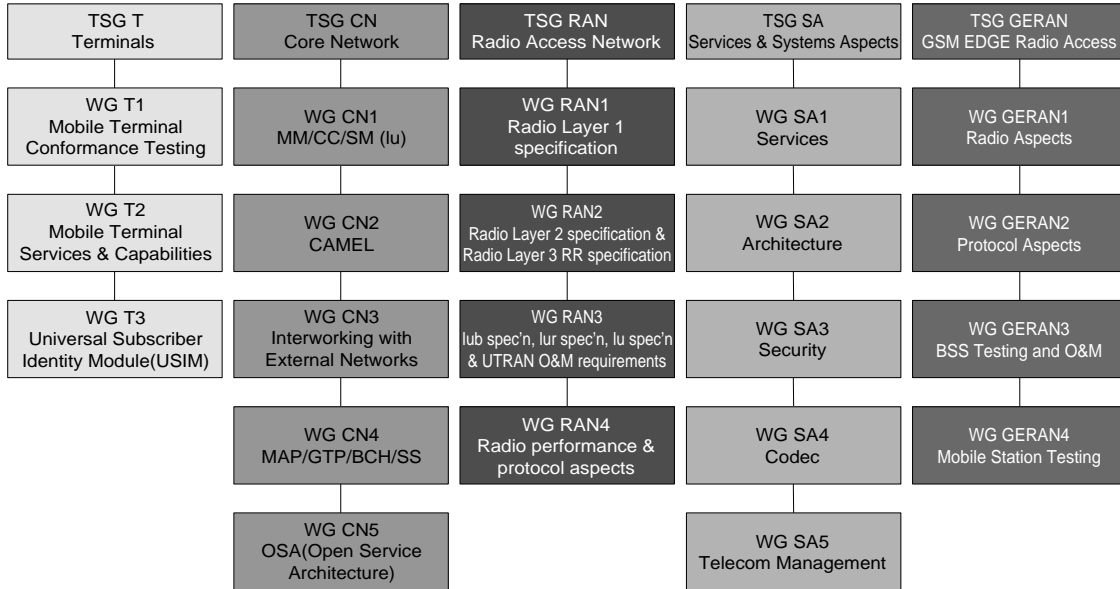 TSG T
Terminals
TSG CN
Core Network
TSG RAN
Radio Access Network
TSG SA
Services & Systems Aspects
TSG GERAN
GSM EDGE Radio Access
WG T1
Mobile Terminal
Conformance Testing
WG CN1
MM/CC/SM (lu)
WG RAN1
Radio Layer 1
specification
WG SA1
Services
WG GERAN1
Radio Aspects
WG T2
Mobile Terminal
Services & Capabilities
WG CN2
CAMEL
WG RAN2
Radio Layer 2 specification &
Radio Layer 3 RR specification
WG SA2
Architecture
WG GERAN2
Protocol Aspects
WG T3
Universal Subscriber
Identity Module(USIM)
WG CN3
Interworking with
External Networks
WG RAN3
lub spec’n, lur spec’n, lu spec’n
& UTRAN O&M requirements
WG SA3
Security
WG GERAN3
BSS Testing and O&M
WG CN4
MAP/GTP/BCH/SS
WG RAN4
Radio performance &
protocol aspects
WG SA4
Codec
WG GERAN4
Mobile Station Testing
WG CN5
OSA(Open Service
Architecture)
WG SA5
Telecom Management